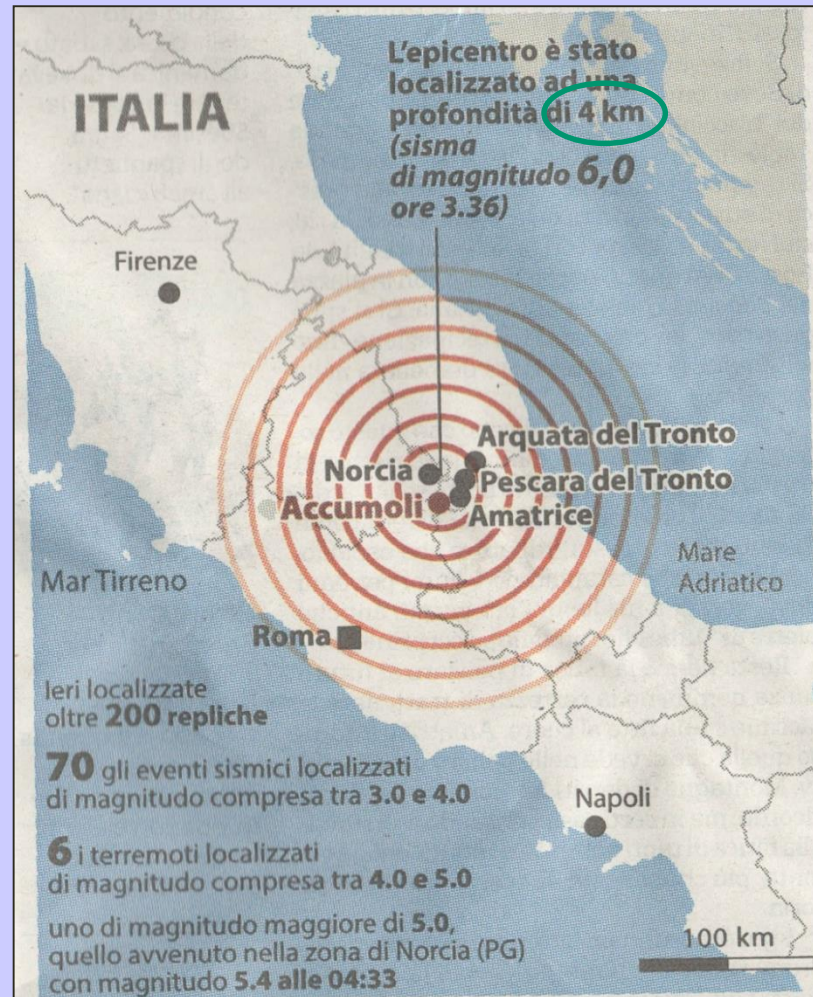 L'epicentro è stato
localizzato ad una
profondità di 4 km
(sisma
di magnitudo 6,0
ore 3.36)
ITALIA
Firenze
Arquata del Tronto
Norcia
Pescara del Tronto
Accumoli
Amatrice
Mare
Adriatico
Mar Tirreno
Roma
Ieri localizzate
oltre 200 repliche
70 gli eventi sismici localizzati
di magnitudo compresa tra 3.0 e 4.0
Napoli
6 i terremoti localizzati
di magnitudo compresa tra 4.0 e 5.0
uno di magnitudo maggiore di 5.0,
quello avvenuto nella zona di Norcia (PG)
con magnitudo 5.4 alle 04:33
100 km